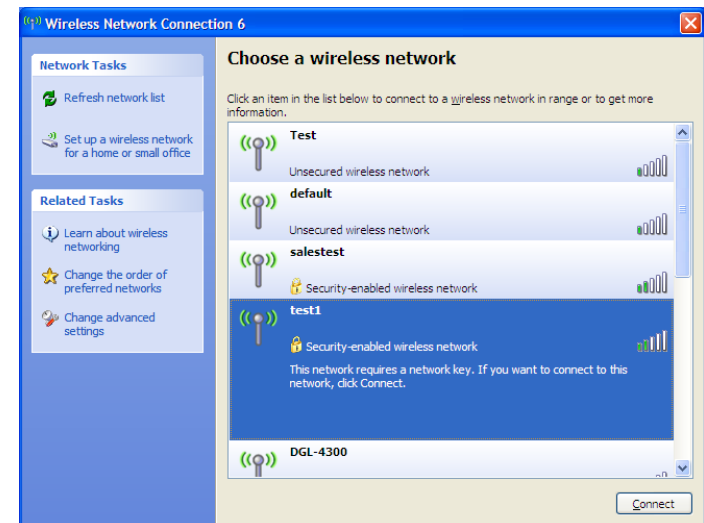 Wireless Network Connection 6
Network Tasks
Refresh network list
Set up a wireless network
for a home or small office
Related Tasks
Learn about wireless
networking
Change the order of
preferred networks
Change advanced
settings
Choose a wireless network
Click an item in the list below to connect to a wireless network in range or to get more
information.
Test
Unsecured wireless network
default
Unsecured wireless network
salestest
Security-enabled wireless network
test1
Security-enabled wireless network
This network requires a network key. If you want to connect to this
network, click Connect.
DGL-4300
Connect